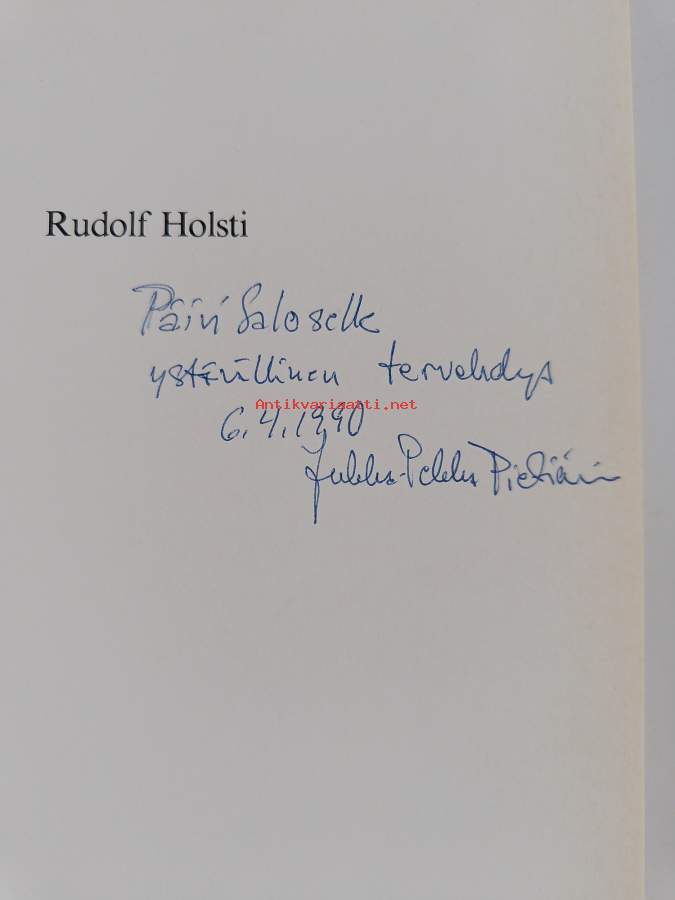 Rudolf Holsti
Päivi Saloselle
ystävällinen tervehdys
Antikvariaatti.net
6.4.1990
Jukka-Pekka Pietiäinen